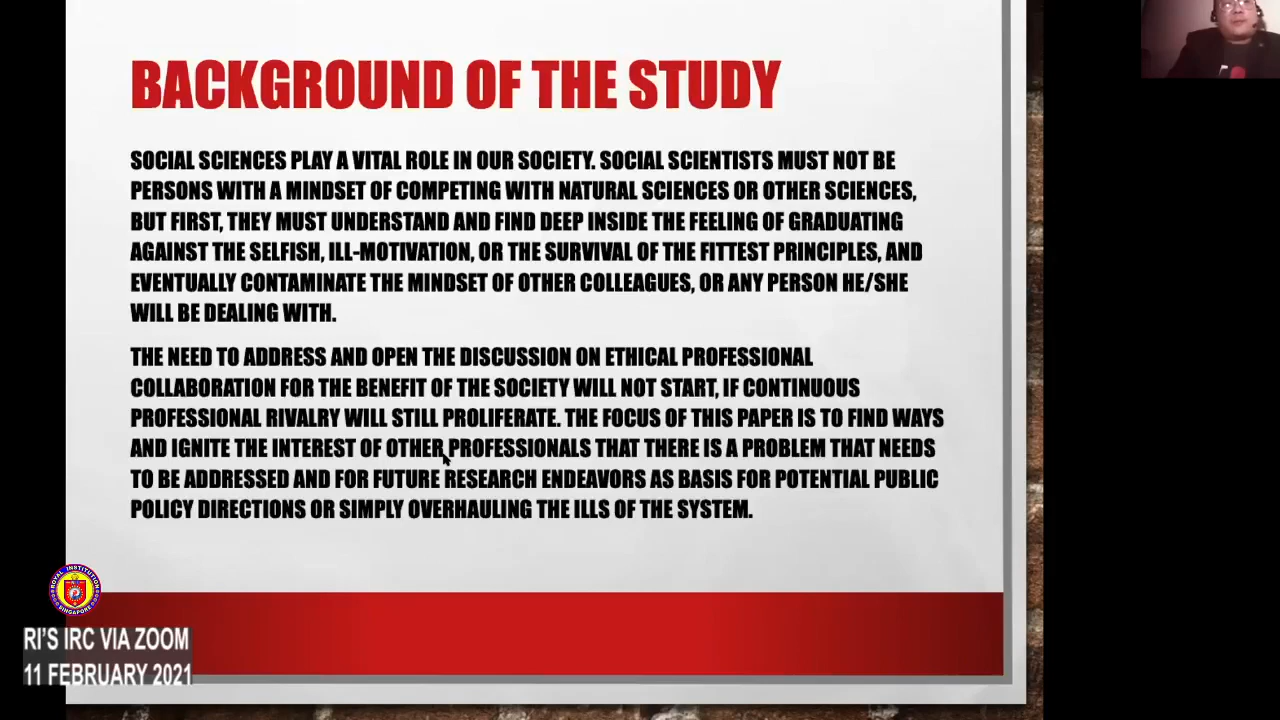 BACKGROUND OF THE STUDY
SOCIAL SCIENCES PLAY A VITAL ROLE IN OUR SOCIETY. SOCIAL SCIENTISTS MUST NOT BE
PERSONS WITH A MINDSET OF COMPETING WITH NATURAL SCIENCES OR OTHER SCIENCES,
BUT FIRST, THEY MUST UNDERSTAND AND FIND DEEP INSIDE THE FEELING OF GRADUATING
AGAINST THE SELFISH, ILL-MOTIVATION, OR THE SURVIVAL OF THE FITTEST PRINCIPLES, AND
EVENTUALLY CONTAMINATE THE MINDSET OF OTHER COLLEAGUES, OR ANY PERSON HE/SHE
WILL BE DEALING WITH.
THE NEED TO ADDRESS AND OPEN THE DISCUSSION ON ETHICAL PROFESSIONAL
COLLABORATION FOR THE BENEFIT OF THE SOCIETY WILL NOT START, IF CONTINUOUS
PROFESSIONAL RIVALRY WILL STILL PROLIFERATE. THE FOCUS OF THIS PAPER IS TO FIND WAYS
AND IGNITE THE INTEREST OF OTHER PROFESSIONALS THAT THERE IS A PROBLEM THAT NEEDS
TO BE ADDRESSED AND FOR FUTURE RESEARCH ENDEAVORS AS BASIS FOR POTENTIAL PUBLIC
POLICY DIRECTIONS OR SIMPLY OVERHAULING THE ILLS OF THE SYSTEM.
ROYAL INSTITUTION
SINGAPORE
RI'S IRC VIA ZOOM
11 FEBRUARY 2021